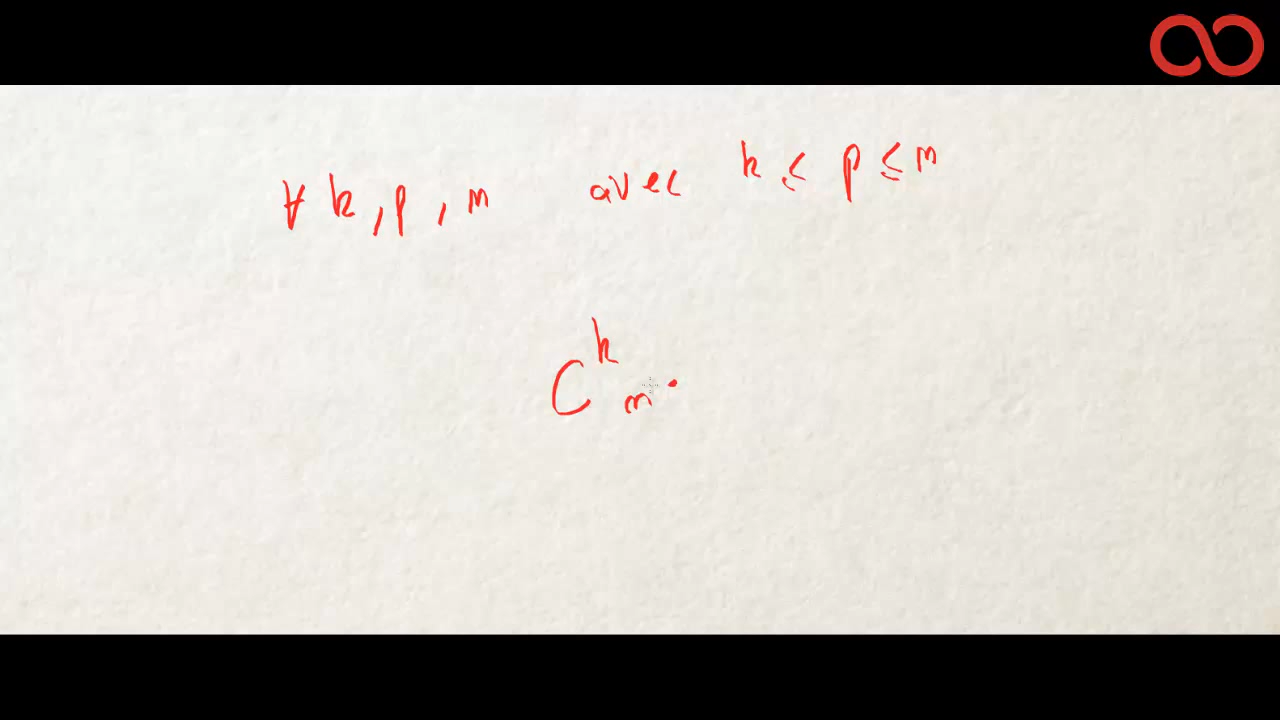 ∀ k, p, n avec k ≤ p ≤ n
C^k_n .